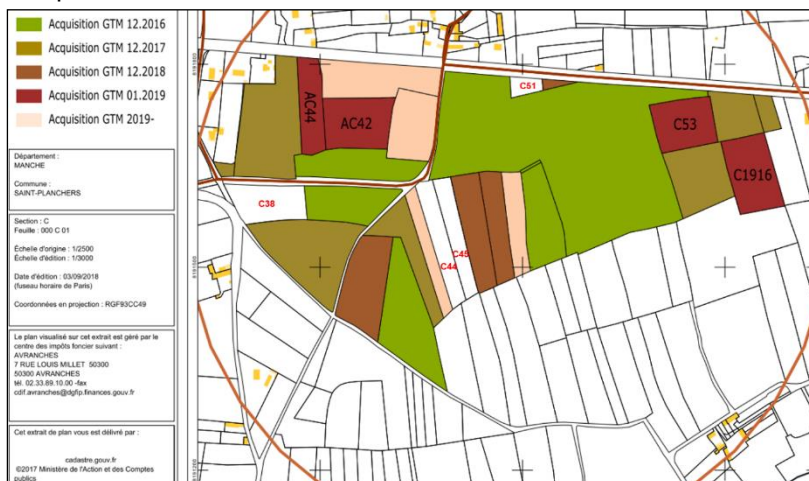 Acquisition GTM 12.2016
Acquisition GTM 12.2017
Acquisition GTM 12.2018
Acquisition GTM 01.2019
Acquisition GTM 2019-
Département :
MANCHE
Commune :
SAINT-PLANCHERS
Section : C
Feuille : 000 C 01
Échelle d'origine : 1/2500
Échelle d'édition : 1/3000
Date d'édition : 03/09/2018
(fuseau horaire de Paris)
Coordonnées en projection : RGF93CC49
Le plan visualisé sur cet extrait est géré par le
centre des impôts foncier suivant :
AVRANCHES
7 RUE LOUIS MILLET 50300
50300 AVRANCHES
tél. 02.33.89.10.00 -fax
cdif.avranches@dgfip.finances.gouv.fr
Cet extrait de plan vous est délivré par :
cadastre.gouv.fr
©2017 Ministère de l'Action et des Comptes
publics
AC44
AC42
C51
C53
C1916
C38
C45
C44